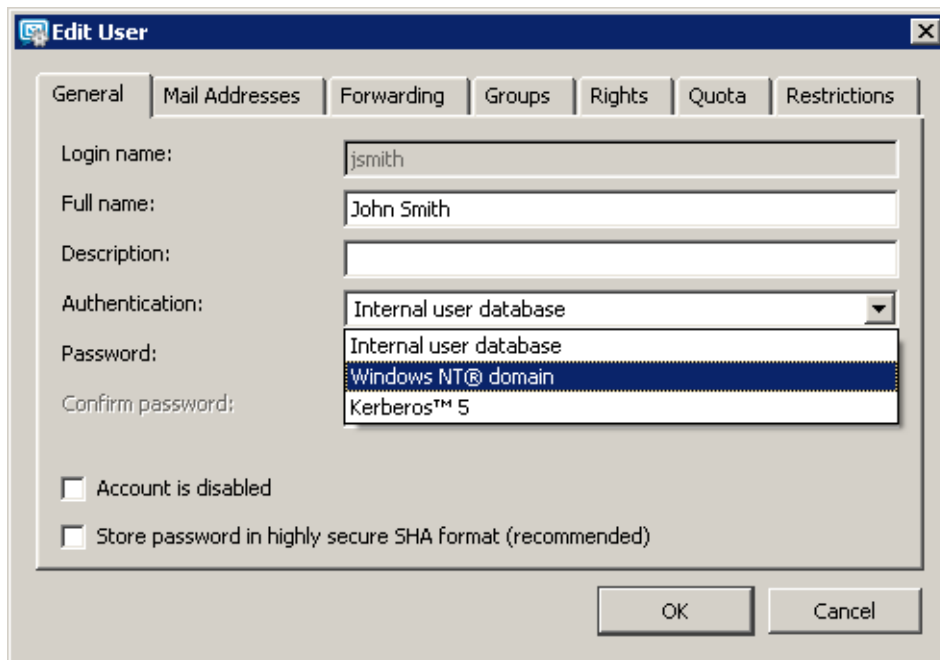 Edit User
General Mail Addresses Forwarding Groups Rights Quota Restrictions
Login name: jsmith
Full name: John Smith
Description:
Authentication: Internal user database
Password: Internal user database
Windows NT® domain
Confirm password: Kerberos™ 5
Account is disabled
Store password in highly secure SHA format (recommended)
OK Cancel